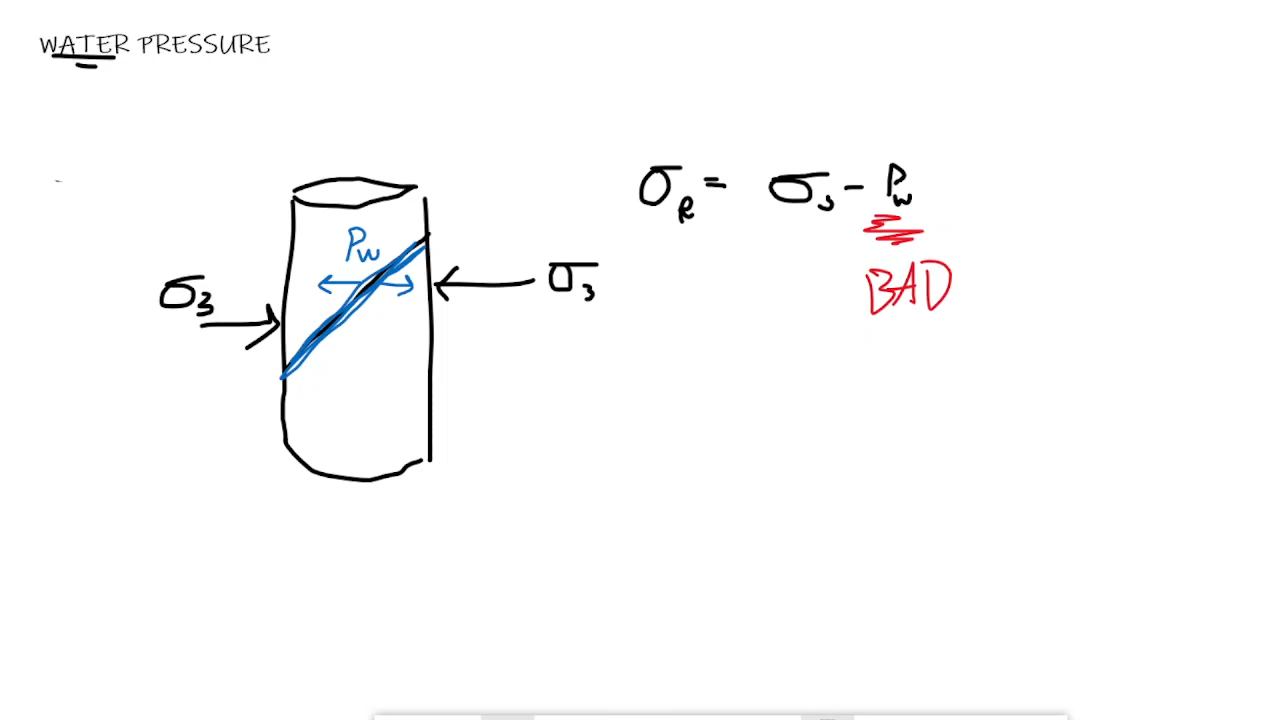 WATER PRESSURE
σR = σ3 - Pw
BAD
Pw
σ3
σ3